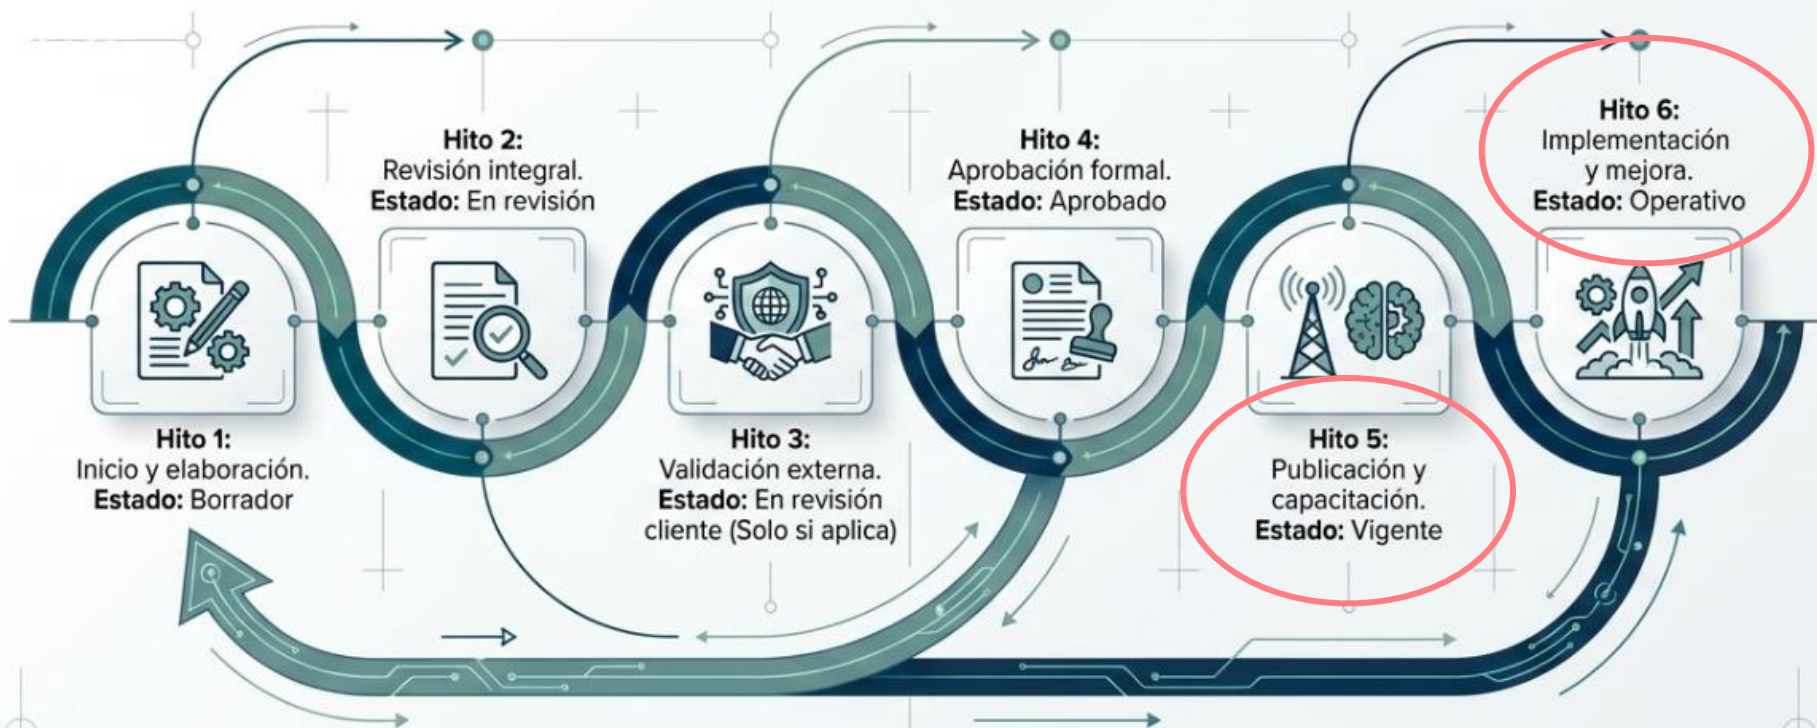 Hito 1:
Inicio y elaboración.
Estado: Borrador
Hito 2:
Revisión integral.
Estado: En revisión
Hito 3:
Validación externa.
Estado: En revisión
cliente (Solo si aplica)
Hito 4:
Aprobación formal.
Estado: Aprobado
Hito 5:
Publicación y
capacitación.
Estado: Vigente
Hito 6:
Implementación
y mejora.
Estado: Operativo